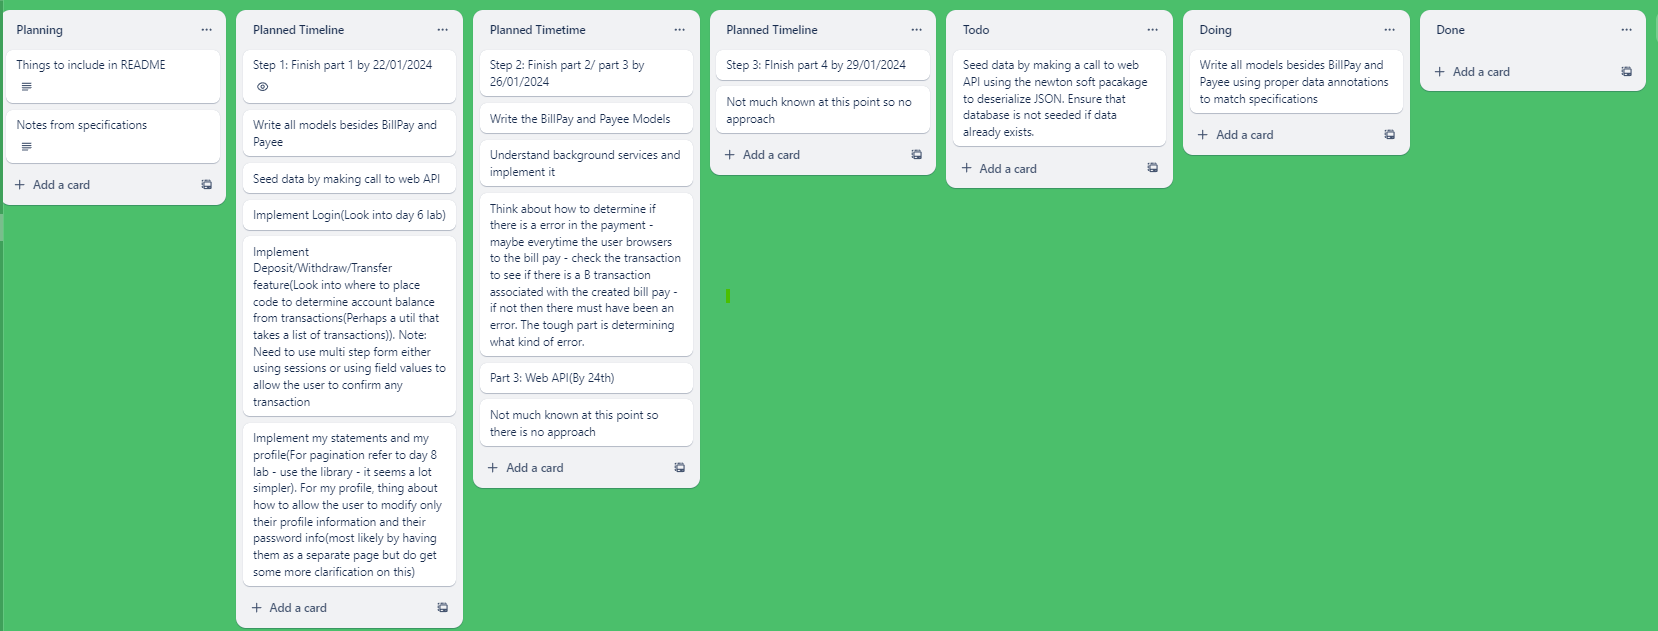 Planning
Things to include in README
Notes from specifications
+ Add a card
Planned Timeline
Step 1: Finish part 1 by 22/01/2024
Write all models besides BillPay and
Payee
Seed data by making call to web API
Implement Login(Look into day 6 lab)
Implement
Deposit/Withdraw/Transfer
feature(Look into where to place
code to determine account balance
from transactions(Perhaps a util that
takes a list of transactions)). Note:
Need to use multi step form either
using sessions or using field values to
allow the user to confirm any
transaction
Implement my statements and my
profile(For pagination refer to day 8
lab - use the library - it seems a lot
simpler). For my profile, thing about
how to allow the user to modify only
their profile information and their
password info(most likely by having
them as a separate page but do get
some more clarification on this)
+ Add a card
Planned Timetime
Step 2: Finish part 2/ part 3 by
26/01/2024
Write the BillPay and Payee Models
Understand background services and
implement it
Think about how to determine if
there is a error in the payment -
maybe everytime the user browsers
to the bill pay - check the transaction
to see if there is a B transaction
associated with the created bill pay -
if not then there must have been an
error. The tough part is determining
what kind of error.
Part 3: Web API(By 24th)
Not much known at this point so
there is no approach
+ Add a card
Planned Timeline
Step 3: FInish part 4 by 29/01/2024
Not much known at this point so no
approach
+ Add a card
Todo
Seed data by making a call to web
API using the newton soft pacakage
to deserialize JSON. Ensure that
database is not seeded if data
already exists.
+ Add a card
Doing
Write all models besides BillPay and
Payee using proper data annotations
to match specifications
+ Add a card
Done
+ Add a card